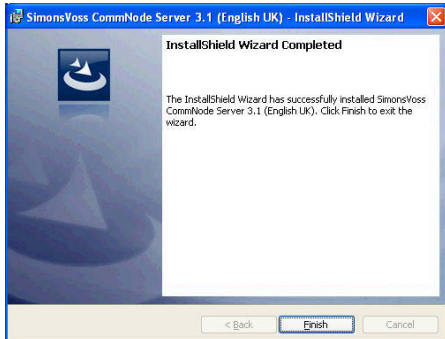 SimonsVoss CommNode Server 3.1 (English UK) - InstallShield Wizard
InstallShield Wizard Completed
The InstallShield Wizard has successfully installed SimonsVoss
CommNode Server 3.1 (English UK). Click Finish to exit the
wizard.
< Back
Finish
Cancel